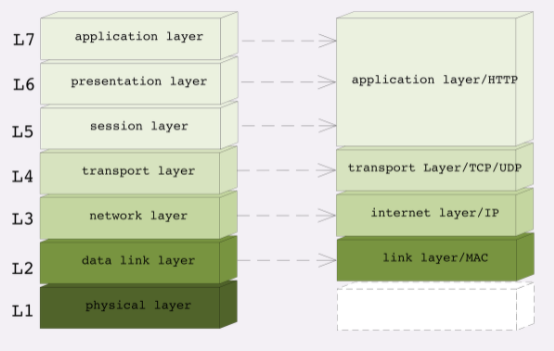 L7 application layer
application layer/HTTP
L6 presentation layer
L5 session layer
L4 transport layer
transport Layer/TCP/UDP
L3 network layer
internet layer/IP
L2 data link layer
link layer/MAC
L1 physical layer